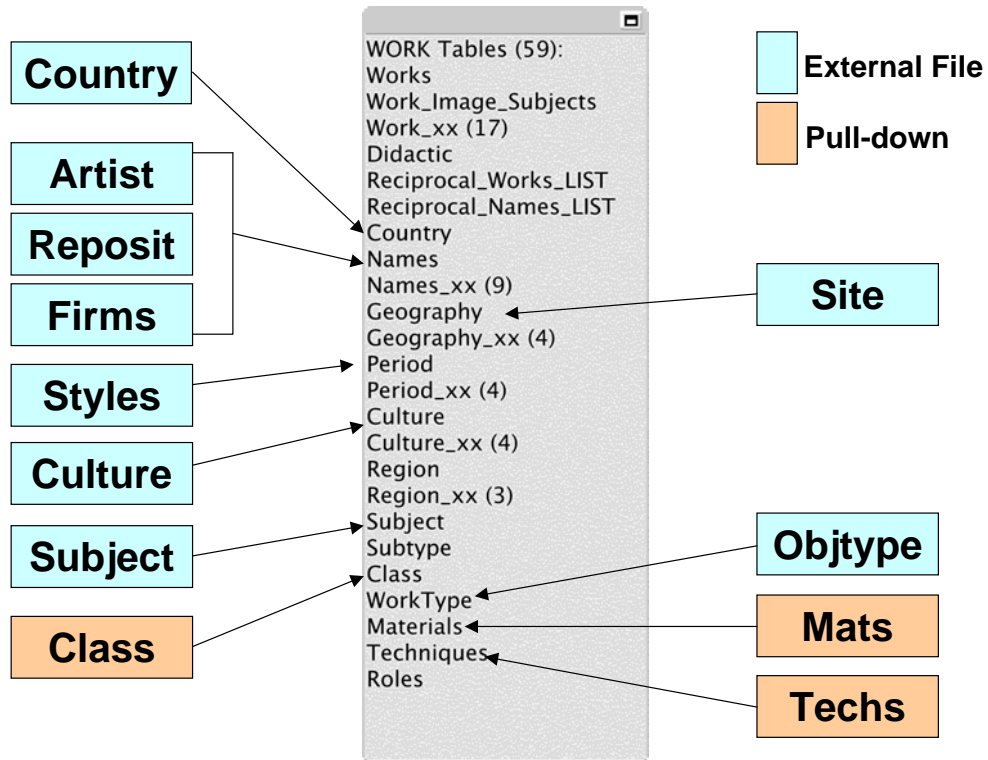 Country
Artist
Reposit
Firms
Styles
Culture
Subject
Class
WORK Tables (59):
Works
Work_Image_Subjects
Work_xx (17)
Didactic
Reciprocal_Works_LIST
Reciprocal_Names_LIST
Country
Names
Names_xx (9)
Geography
Geography_xx (4)
Period
Period_xx (4)
Culture
Culture_xx (4)
Region
Region_xx (3)
Subject
Subtype
Class
WorkType
Materials
Techniques
Roles
External File
Pull-down
Site
Objtype
Mats
Techs